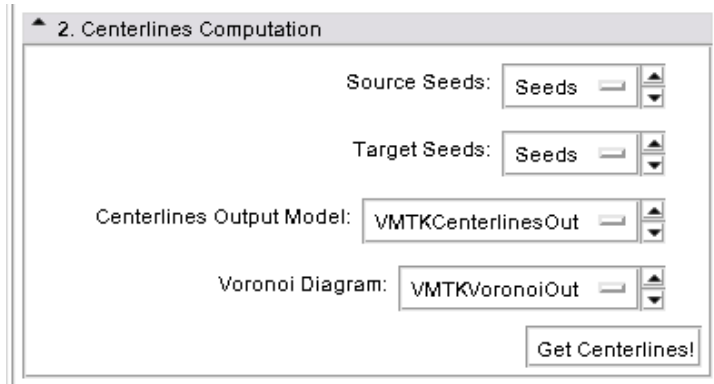 2. Centerlines Computation
Source Seeds: Seeds
Target Seeds: Seeds
Centerlines Output Model: VMTKCenterlinesOut
Voronoi Diagram: VMTKVoronoiOut
Get Centerlines!